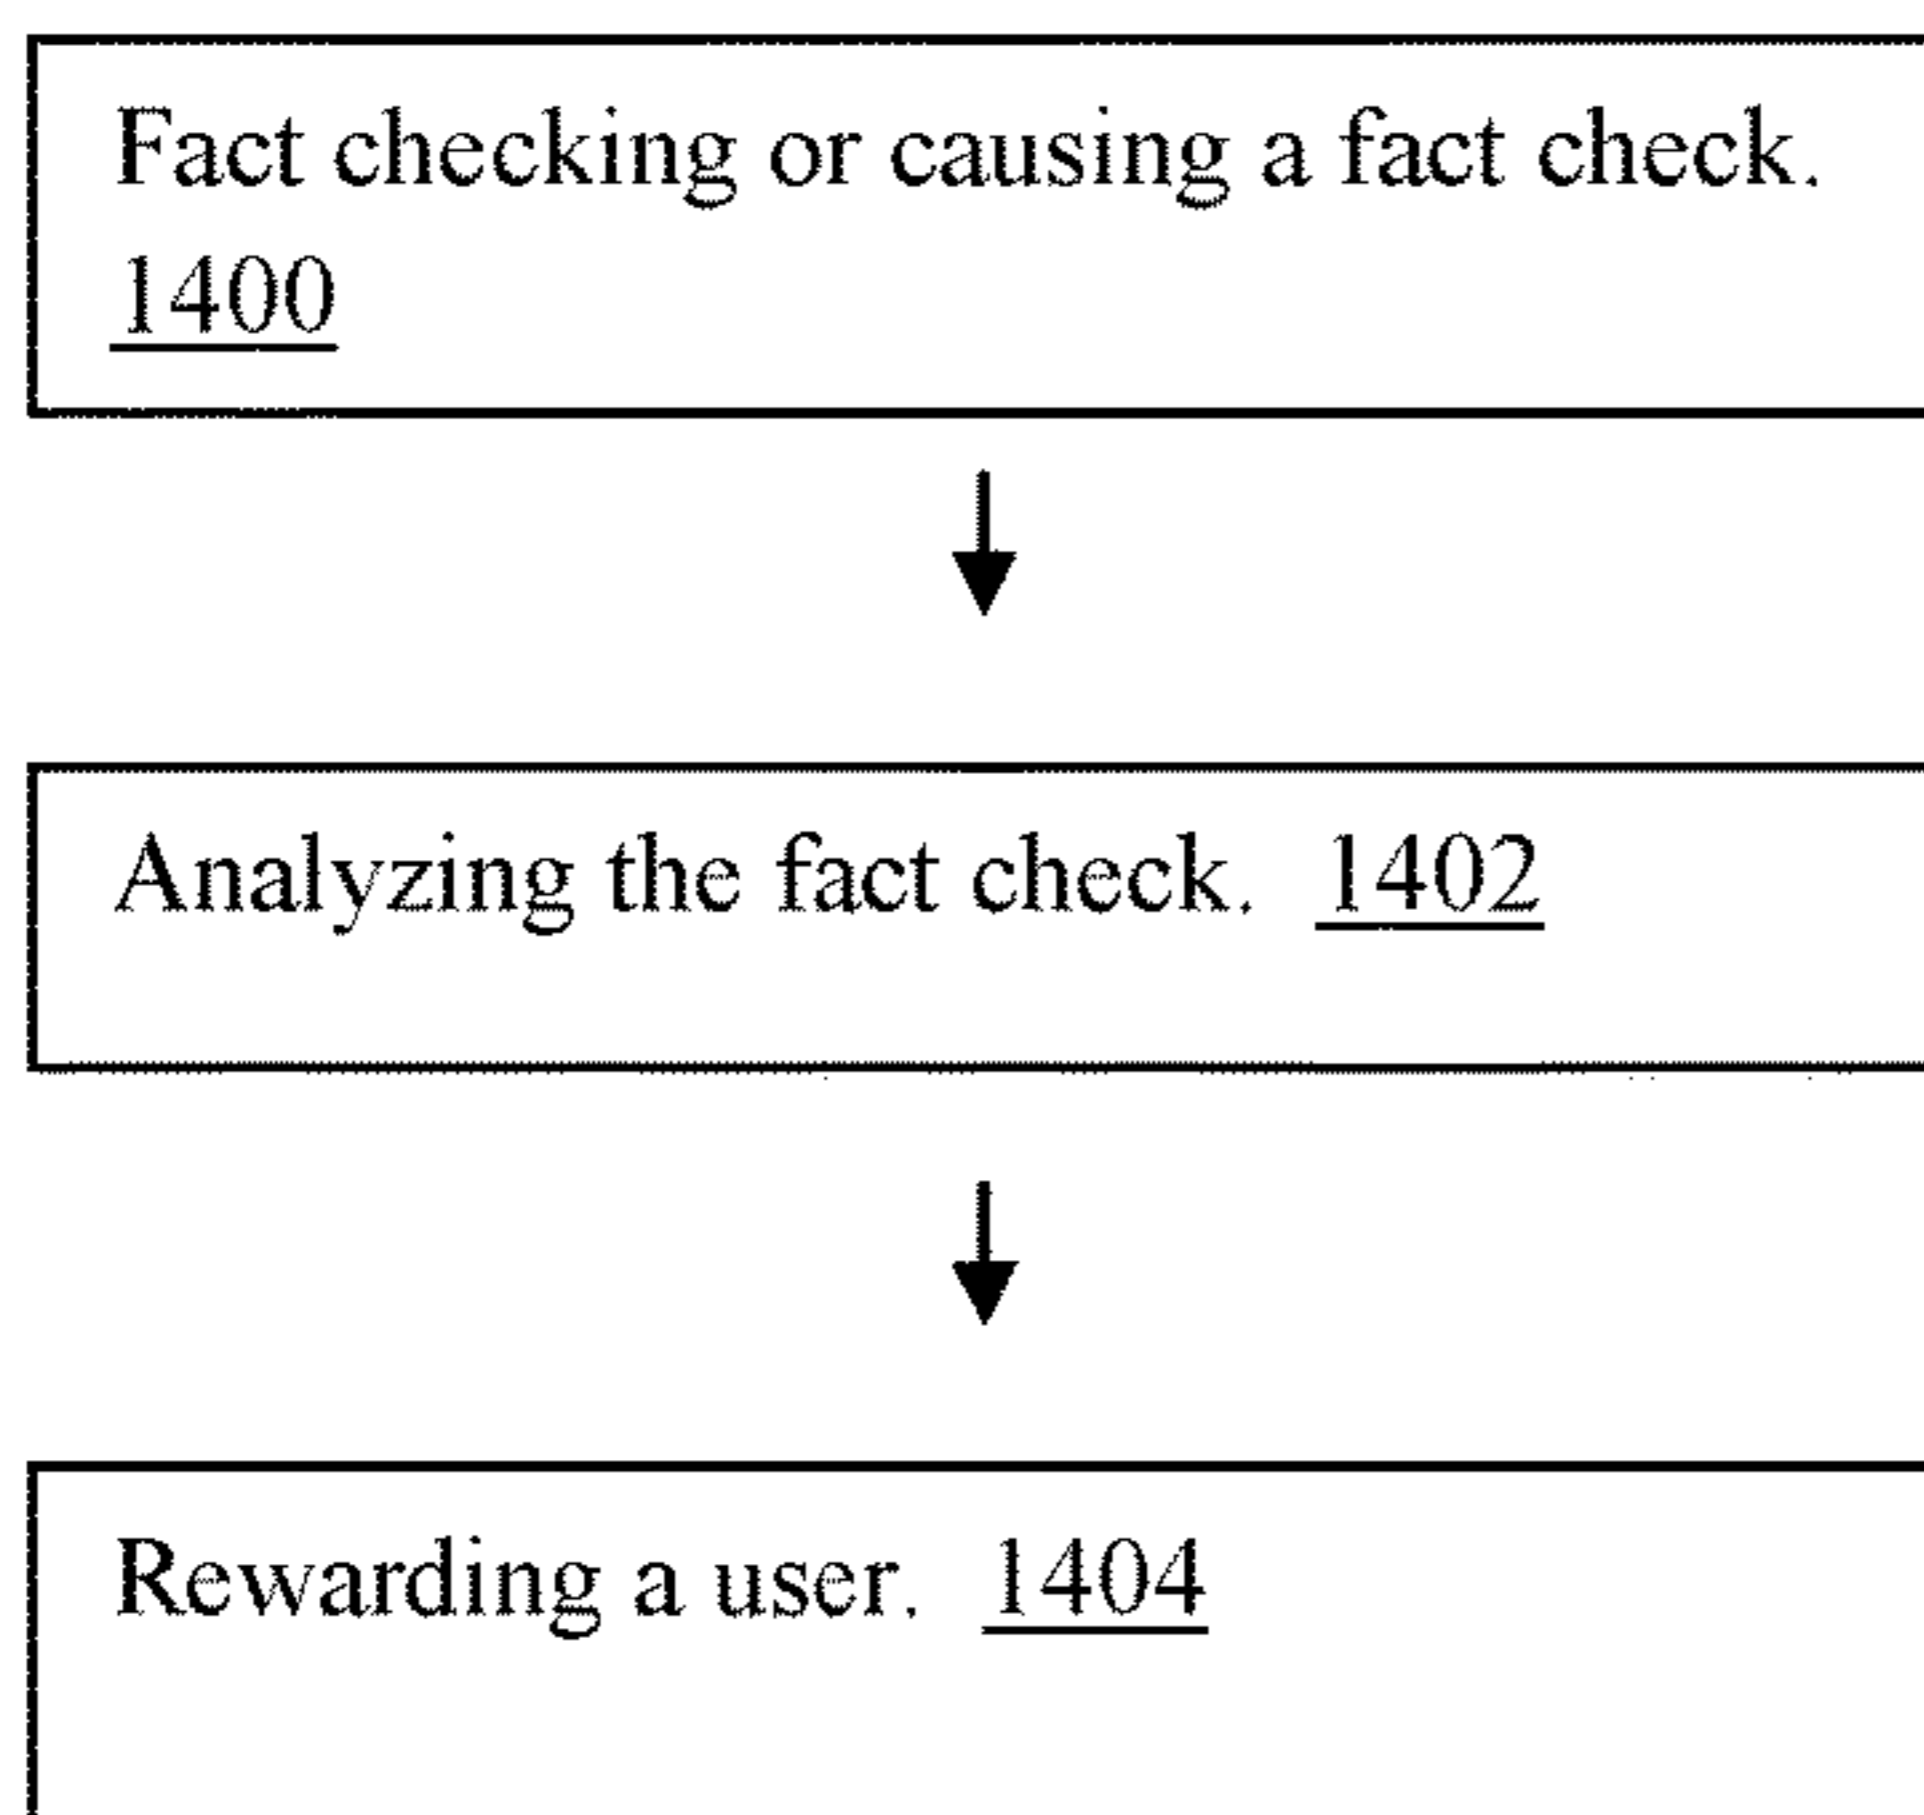 Fact checking or causing a fact check.
1400
Analyzing the fact check. 1402
Rewarding a user. 1404